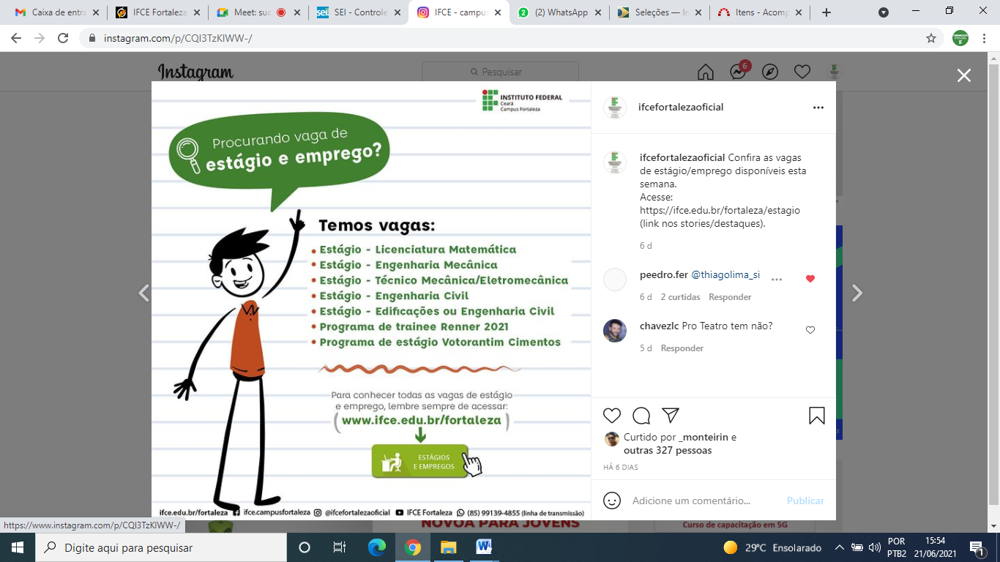 Caixa de entra
IFCE Fortaleza
Meet: suc
SEI - Controle
IFCE - campus
(2) WhatsApp
Seleções — In
Itens - Acomp
instagram.com/p/CQI3TzKIWW-/
Instagram
Pesquisar
6
INSTITUTO FEDERAL
Ceará
Campus Fortaleza
Procurando vaga de
estágio e emprego?
Temos vagas:
• Estágio - Licenciatura Matemática
• Estágio - Engenharia Mecânica
• Estágio - Técnico Mecânica/Eletromecânica
• Estágio - Engenharia Civil
• Estágio - Edificações ou Engenharia Civil
• Programa de trainee Renner 2021
• Programa de estágio Votorantim Cimentos
Para conhecer todas as vagas de estágio
e emprego, lembre sempre de acessar:
( www.ifce.edu.br/fortaleza )
ESTÁGIOS
E EMPREGOS
ifce.edu.br/fortaleza ifce.campusfortaleza @ifcefortalezaoficial IFCE Fortaleza (85) 99139-4855 (linha de transmissão)
ifcefortalezaoficial
ifcefortalezaoficial Confira as vagas
de estágio/emprego disponíveis esta
semana.
Acesse:
https://ifce.edu.br/fortaleza/estagio
(link nos stories/destaques).
6 d
peedro.fer @thiagolima_si
6 d 2 curtidas Responder
chavezlc Pro Teatro tem não?
5 d Responder
Curtido por _monteirin e
outras 327 pessoas
HÁ 6 DIAS
Adicione um comentário... Publicar
https://www.instagram.com/p/CQI3TzKIWW-/
NOVOA PARA JOVENS
Curso de capacitação em 5G
Digite aqui para pesquisar
29°C Ensolarado
POR
PTB2
15:54
21/06/2021
1